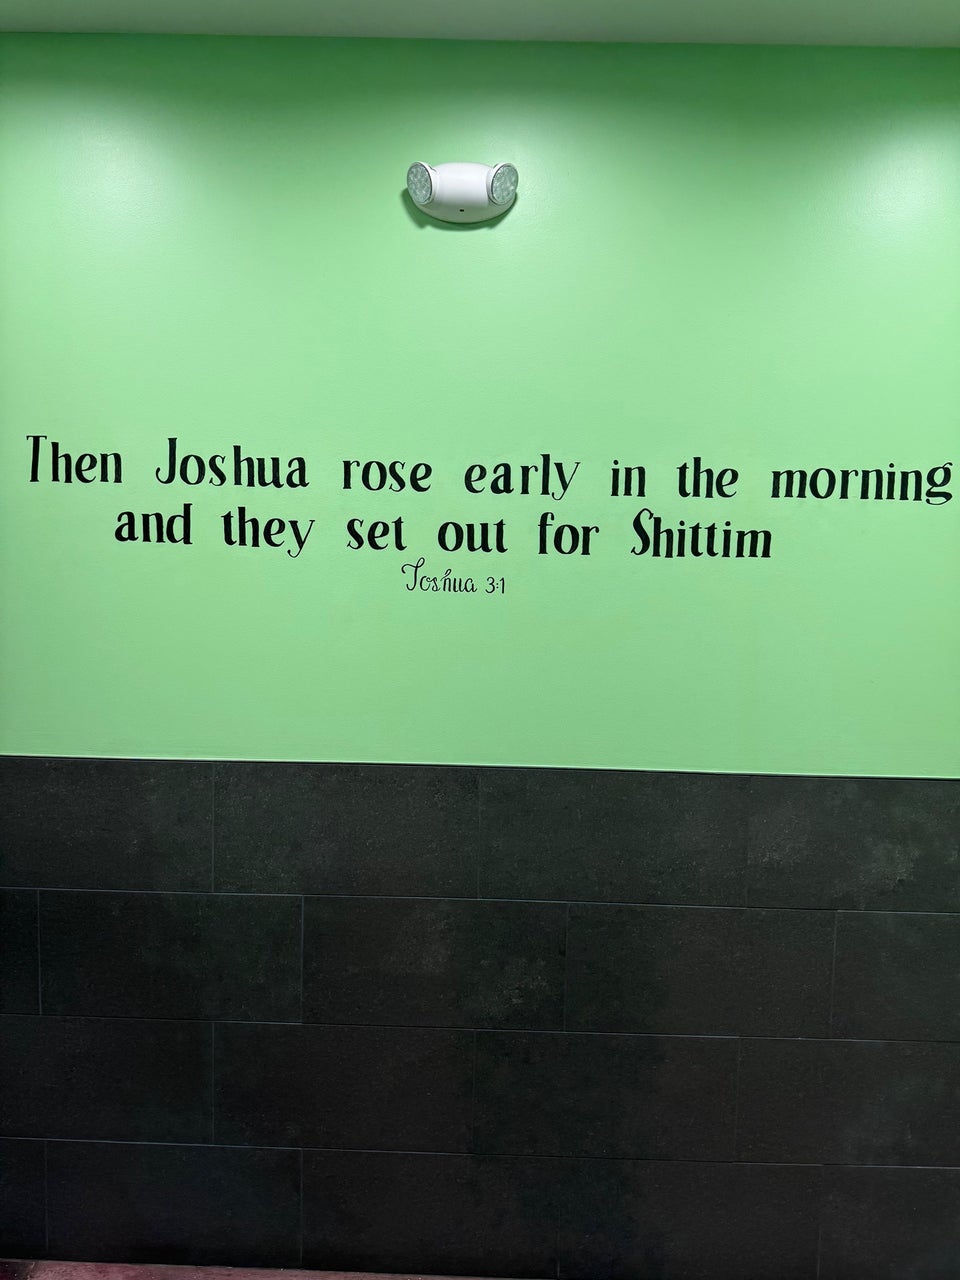 Then Joshua rose early in the morning
and they set out for Shittim
Joshua 3:1